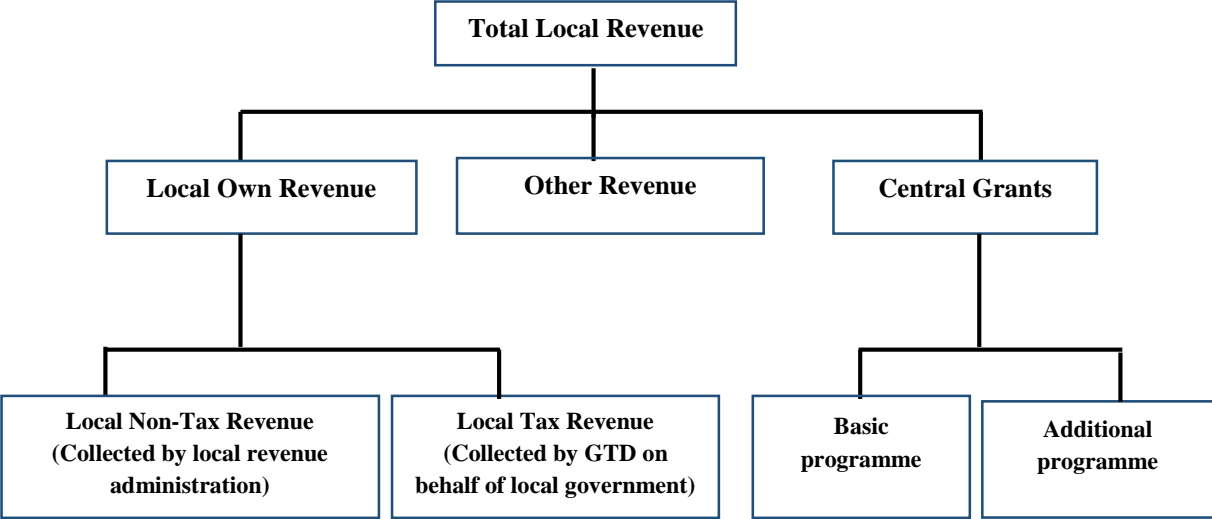 Total Local Revenue
Local Own Revenue
Other Revenue
Central Grants
Local Non-Tax Revenue
(Collected by local revenue
administration)
Local Tax Revenue
(Collected by GTD on
behalf of local government)
Basic
programme
Additional
programme